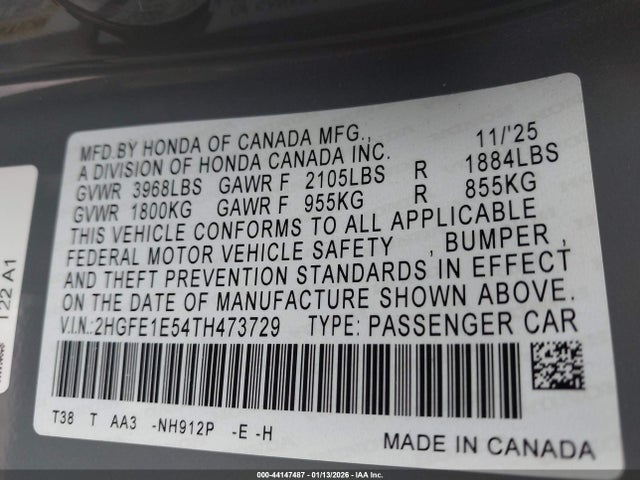 MFD.BY HONDA OF CANADA MFG., 11/'25
A DIVISION OF HONDA CANADA INC.
GVWR 3968LBS GAWR F 2105LBS R 1884LBS
GVWR 1800KG GAWR F 955KG R 855KG
THIS VEHICLE CONFORMS TO ALL APPLICABLE
FEDERAL MOTOR VEHICLE SAFETY , BUMPER ,
AND THEFT PREVENTION STANDARDS IN EFFECT
ON THE DATE OF MANUFACTURE SHOWN ABOVE.
V.I.N.:2HGFE1E54TH473729 TYPE: PASSENGER CAR
T38 T AA3 -NH912P -E -H
MADE IN CANADA
T22 A1
000-44147487 - 01/13/2026 - IAA Inc.